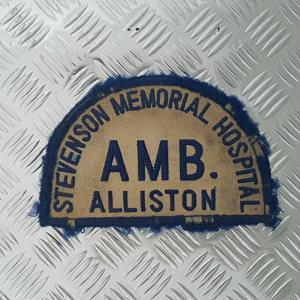 STEVENSON MEMORIAL HOSPITAL
AMB.
ALLISTON